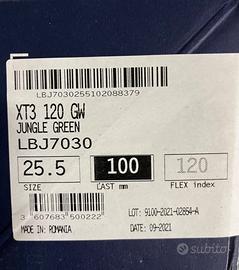 LBJ7030255102088379
XT3 120 GW
JUNGLE GREEN
LBJ7030
25.5 100 120
SIZE LAST mm FLEX index
3 607683 500222
LOT: 9100-2021-02854-A
MADE IN: ROMANIA DATE: 09-2021
subito